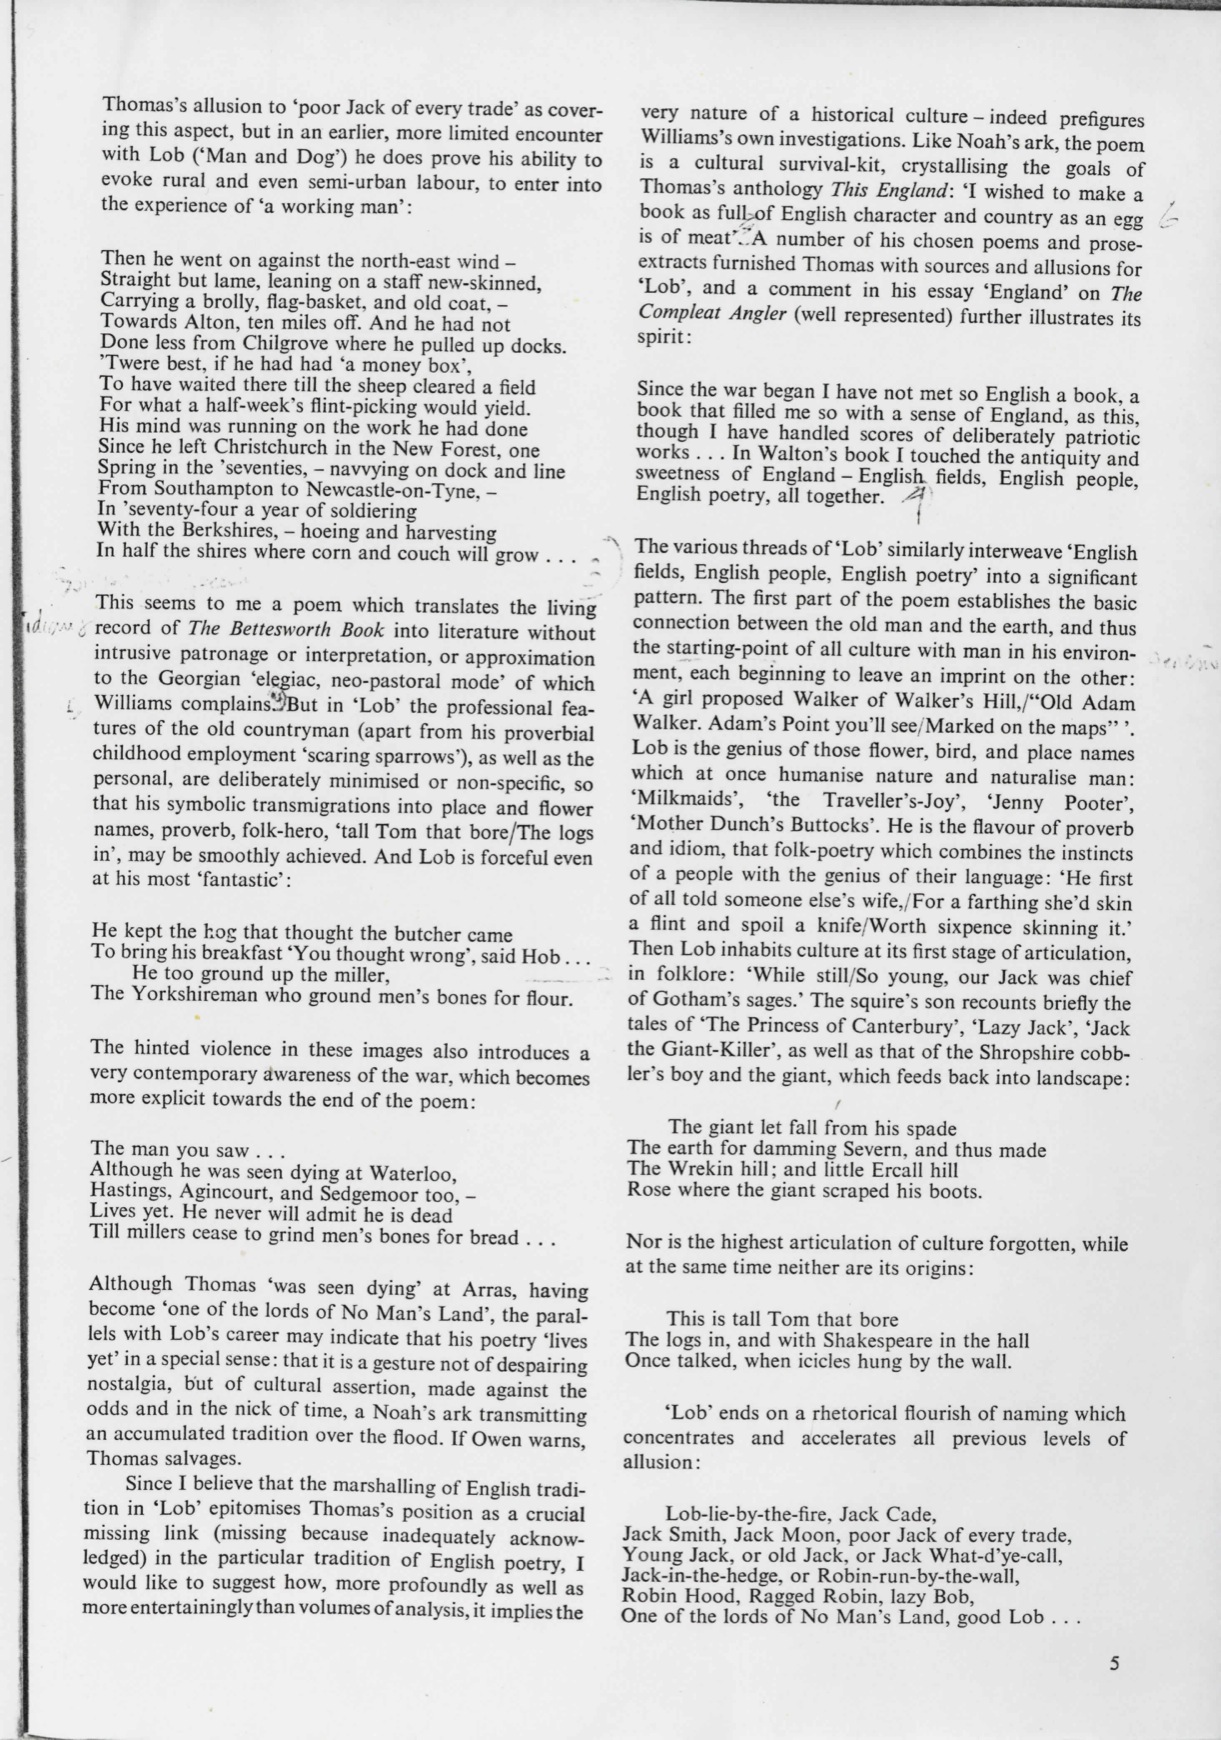 Thomas's allusion to ‘poor Jack of every trade’ as cover-
ing this aspect, but in an earlier, more limited encounter
with Lob (‘Man and Dog’) he does prove his ability to
evoke rural and even semi-urban labour, to enter into
the experience of ‘a working man’:
Then he went on against the north-east wind –
Straight but lame, leaning on a staff new-skinned,
Carrying a brolly, flag-basket, and old coat, –
Towards Alton, ten miles off. And he had not
Done less from Chilgrove where he pulled up docks.
’Twere best, if he had had ‘a money box’,
To have waited there till the sheep cleared a field
For what a half-week's flint-picking would yield.
His mind was running on the work he had done
Since he left Christchurch in the New Forest, one
Spring in the ’seventies, – navvying on dock and line
From Southampton to Newcastle-on-Tyne, –
In ’seventy-four a year of soldiering
With the Berkshires, – hoeing and harvesting
In half the shires where corn and couch will grow . . .
This seems to me a poem which translates the living
record of The Bettesworth Book into literature without
intrusive patronage or interpretation, or approximation
to the Georgian ‘elegiac, neo-pastoral mode’ of which
Williams complains. But in ‘Lob’ the professional fea-
tures of the old countryman (apart from his proverbial
childhood employment ‘scaring sparrows’), as well as the
personal, are deliberately minimised or non-specific, so
that his symbolic transmigrations into place and flower
names, proverb, folk-hero, ‘tall Tom that bore/The logs
in’, may be smoothly achieved. And Lob is forceful even
at his most ‘fantastic’:
He kept the hog that thought the butcher came
To bring his breakfast ‘You thought wrong’, said Hob . . .
He too ground up the miller,
The Yorkshireman who ground men's bones for flour.
The hinted violence in these images also introduces a
very contemporary awareness of the war, which becomes
more explicit towards the end of the poem:
The man you saw . . .
Although he was seen dying at Waterloo,
Hastings, Agincourt, and Sedgemoor too, –
Lives yet. He never will admit he is dead
Till millers cease to grind men's bones for bread . . .
Although Thomas ‘was seen dying’ at Arras, having
become ‘one of the lords of No Man's Land’, the paral-
lels with Lob's career may indicate that his poetry ‘lives
yet’ in a special sense: that it is a gesture not of despairing
nostalgia, but of cultural assertion, made against the
odds and in the nick of time, a Noah's ark transmitting
an accumulated tradition over the flood. If Owen warns,
Thomas salvages.
Since I believe that the marshalling of English tradi-
tion in ‘Lob’ epitomises Thomas's position as a crucial
missing link (missing because inadequately acknow-
ledged) in the particular tradition of English poetry, I
would like to suggest how, more profoundly as well as
more entertainingly than volumes of analysis, it implies the
very nature of a historical culture – indeed prefigures
Williams's own investigations. Like Noah's ark, the poem
is a cultural survival-kit, crystallising the goals of
Thomas's anthology This England: ‘I wished to make a
book as full of English character and country as an egg
is of meat’. A number of his chosen poems and prose-
extracts furnished Thomas with sources and allusions for
‘Lob’, and a comment in his essay ‘England’ on The
Compleat Angler (well represented) further illustrates its
spirit:
Since the war began I have not met so English a book, a
book that filled me so with a sense of England, as this,
though I have handled scores of deliberately patriotic
works . . . In Walton's book I touched the antiquity and
sweetness of England – English fields, English people,
English poetry, all together.
The various threads of ‘Lob’ similarly interweave ‘English
fields, English people, English poetry’ into a significant
pattern. The first part of the poem establishes the basic
connection between the old man and the earth, and thus
the starting-point of all culture with man in his environ-
ment, each beginning to leave an imprint on the other:
‘A girl proposed Walker of Walker's Hill,/“Old Adam
Walker. Adam's Point you'll see/Marked on the maps” ’.
Lob is the genius of those flower, bird, and place names
which at once humanise nature and naturalise man:
‘Milkmaids’, ‘the Traveller's-Joy’, ‘Jenny Pooter’,
‘Mother Dunch's Buttocks’. He is the flavour of proverb
and idiom, that folk-poetry which combines the instincts
of a people with the genius of their language: ‘He first
of all told someone else's wife,/For a farthing she'd skin
a flint and spoil a knife/Worth sixpence skinning it.’
Then Lob inhabits culture at its first stage of articulation,
in folklore: ‘While still/So young, our Jack was chief
of Gotham's sages.’ The squire's son recounts briefly the
tales of ‘The Princess of Canterbury’, ‘Lazy Jack’, ‘Jack
the Giant-Killer’, as well as that of the Shropshire cobb-
ler's boy and the giant, which feeds back into landscape:
The giant let fall from his spade
The earth for damming Severn, and thus made
The Wrekin hill; and little Ercall hill
Rose where the giant scraped his boots.
Nor is the highest articulation of culture forgotten, while
at the same time neither are its origins:
This is tall Tom that bore
The logs in, and with Shakespeare in the hall
Once talked, when icicles hung by the wall.
‘Lob’ ends on a rhetorical flourish of naming which
concentrates and accelerates all previous levels of
allusion:
Lob-lie-by-the-fire, Jack Cade,
Jack Smith, Jack Moon, poor Jack of every trade,
Young Jack, or old Jack, or Jack What-d'ye-call,
Jack-in-the-hedge, or Robin-run-by-the-wall,
Robin Hood, Ragged Robin, lazy Bob,
One of the lords of No Man's Land, good Lob . . .
5